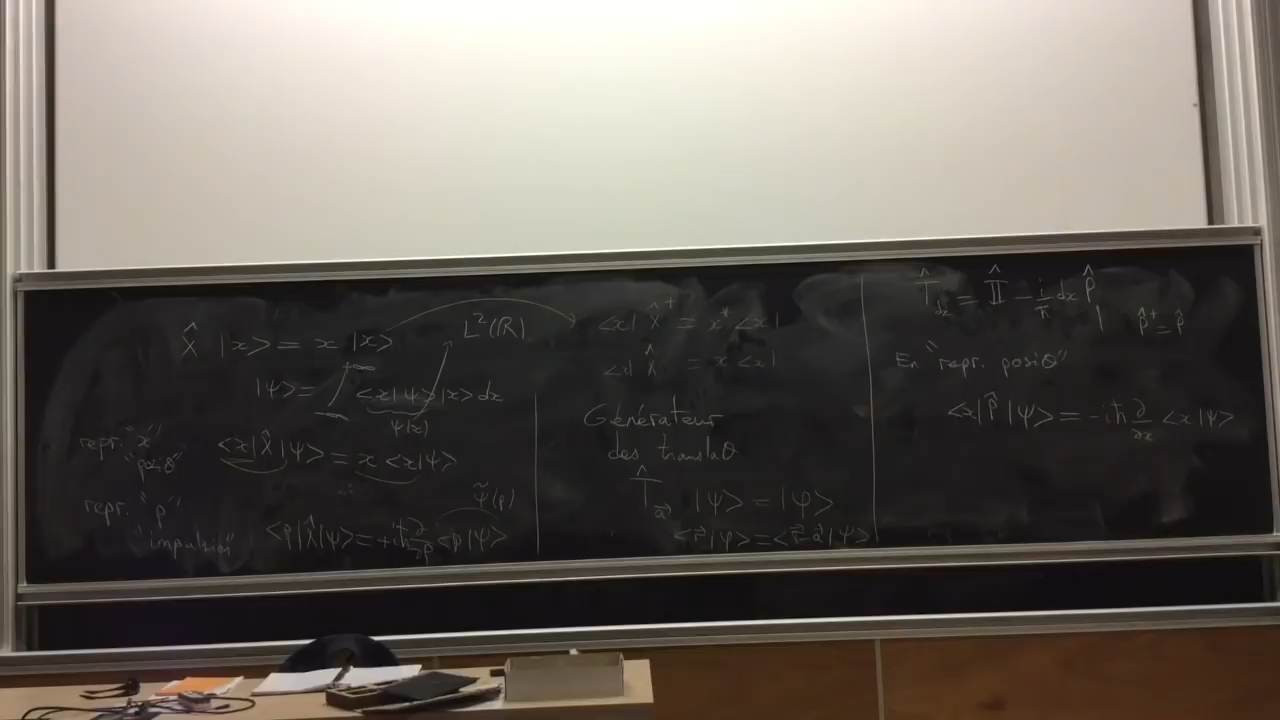 X̂ |x> = x |x>
L²(ℝ)
|ψ> = ∫_{-∞}^{+∞} <x|ψ> |x> dx
ψ(x)
repr. "x"
"posiθ"
<x|X̂|ψ> = x <x|ψ>
repr. "p"
"impulsion"
ψ̃(p)
<p|X̂|ψ> = +iħ ∂/∂p <p|ψ>
<x| X̂⁺ = x* <x|
<x| X̂ = x <x|
Générateur
des translaθ
T̂_a⃗ |ψ> = |φ>
<r⃗|φ> = <r⃗-a⃗|ψ>
T̂_dx = 𝕀̂ - i/ħ dx P̂
p̂⁺ = p̂
En "repr. posiθ"
<x|P̂|ψ> = -iħ ∂/∂x <x|ψ>